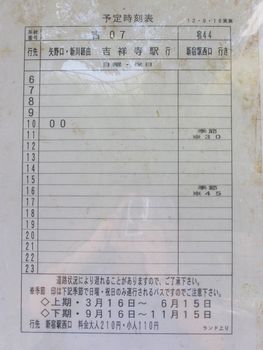 予定時刻表
12・9・16実施
系統番号 吉07 宿44
行先 矢野口・新川経由 吉祥寺駅 行 新宿駅西口 行き
日曜・祝日
6
7
8
9
10 00
11 季節※30
12
13
14
15
16 季節※45
17
18
19
20
21
22
23
道路状況により遅れることがありますので、ご了承下さい。
※季節 印は下記季節で日曜・祝日のみ運行されるバスですのでご注意下さい。
◇上期・3月16日～ 6月15日
◇下期・9月16日～11月15日
行先 新宿駅西口 料金大人210円・小人110円
ランドより